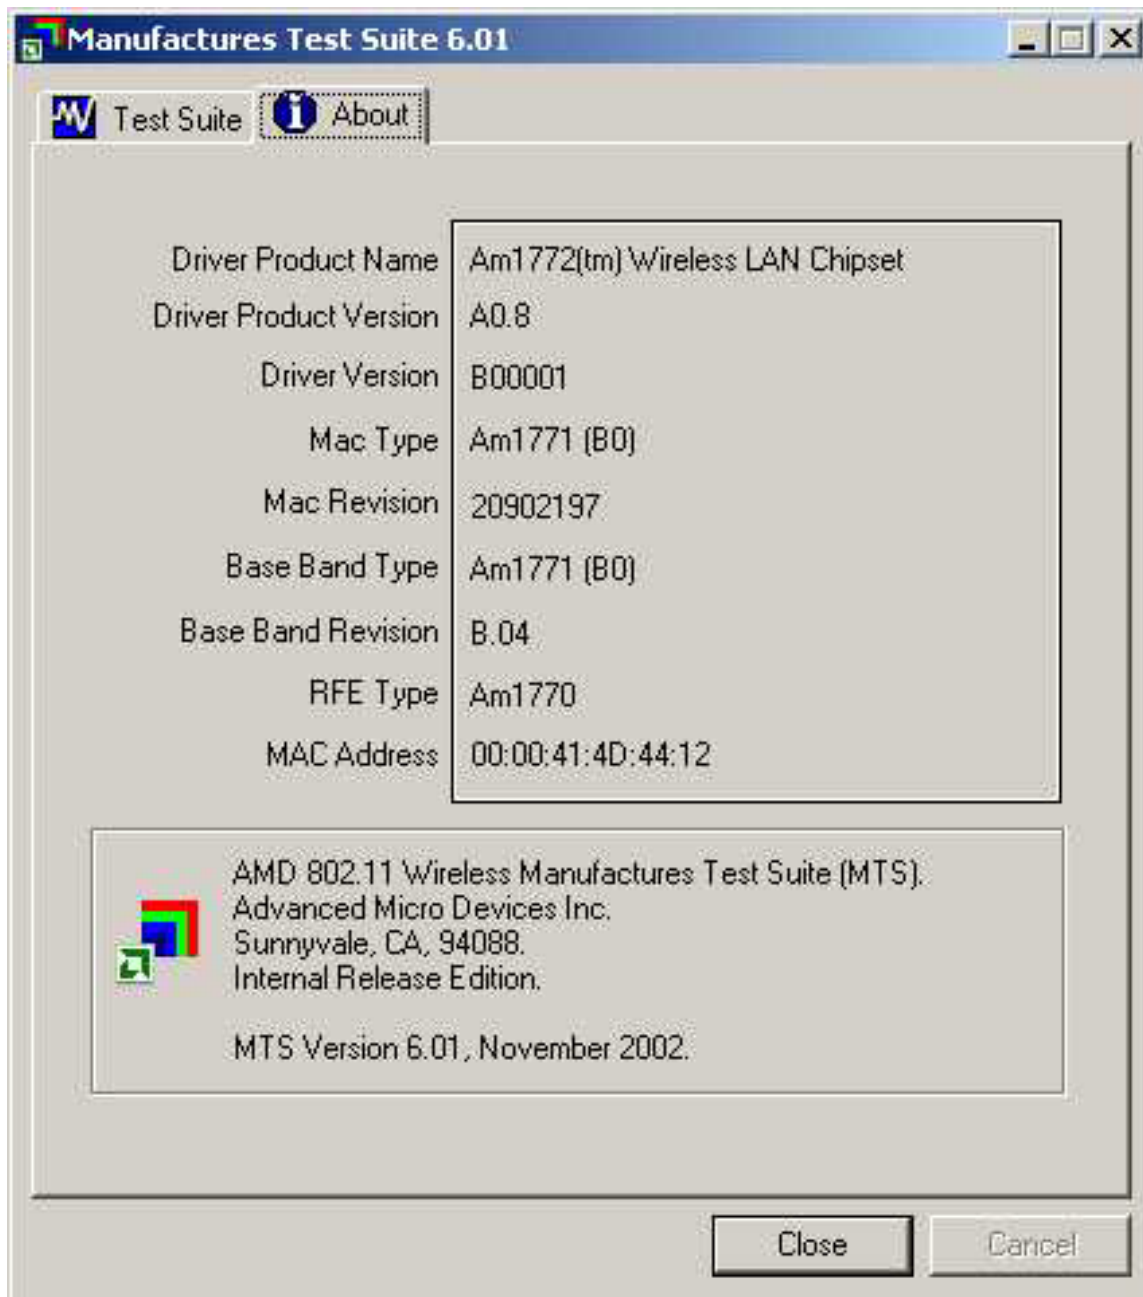 Manufactures Test Suite 6.01
Test Suite
About
Driver Product Name Am1772(tm) Wireless LAN Chipset
Driver Product Version A0.8
Driver Version B00001
Mac Type Am1771 (B0)
Mac Revision 20902197
Base Band Type Am1771 (B0)
Base Band Revision B.04
RFE Type Am1770
MAC Address 00:00:41:4D:44:12
AMD 802.11 Wireless Manufactures Test Suite (MTS).
Advanced Micro Devices Inc.
Sunnyvale, CA, 94088.
Internal Release Edition.
MTS Version 6.01, November 2002.
Close
Cancel